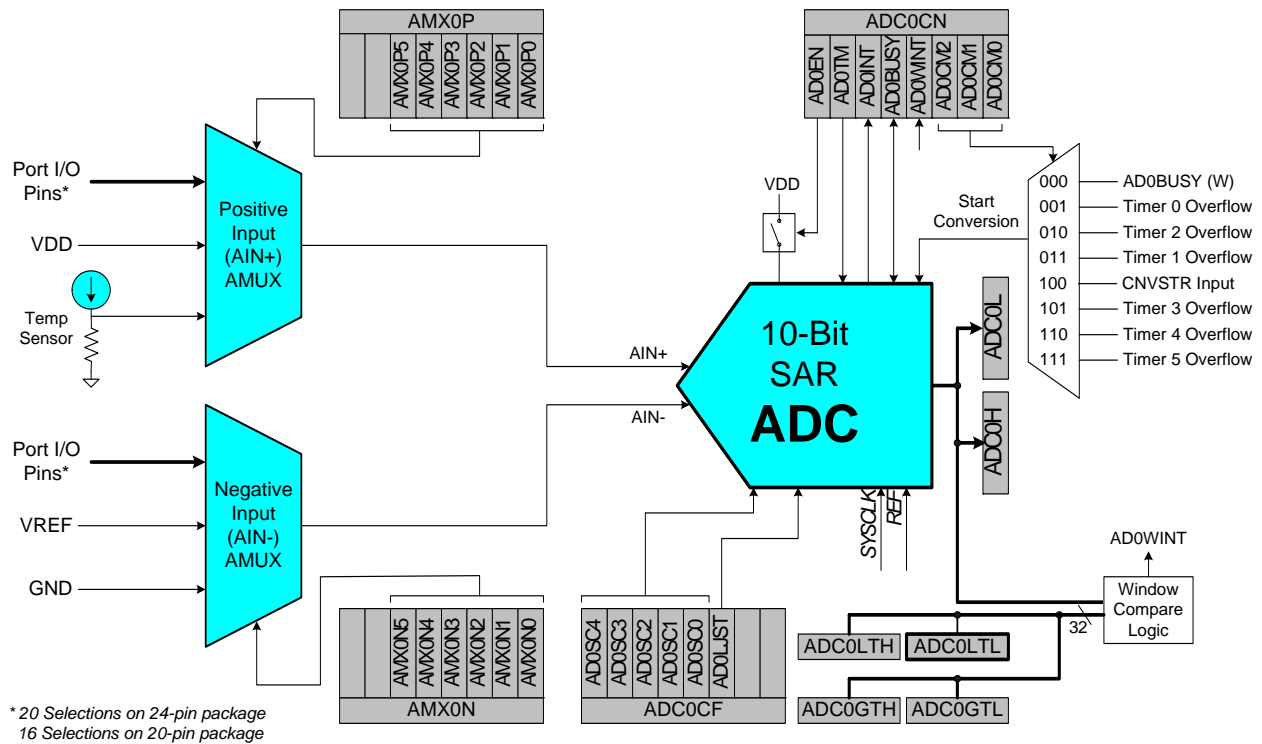 AMX0P
AMX0P5
AMX0P4
AMX0P3
AMX0P2
AMX0P1
AMX0P0
ADC0CN
AD0EN
AD0TM
AD0INT
AD0BUSY
AD0WINT
AD0CM2
AD0CM1
AD0CM0
Port I/O
Pins*
VDD
Temp
Sensor
Positive
Input
(AIN+)
AMUX
VDD
Start
Conversion
000
AD0BUSY (W)
001
Timer 0 Overflow
010
Timer 2 Overflow
011
Timer 1 Overflow
100
CNVSTR Input
101
Timer 3 Overflow
110
Timer 4 Overflow
111
Timer 5 Overflow
AIN+
AIN-
10-Bit
SAR
ADC
ADC0L
ADC0H
Port I/O
Pins*
VREF
GND
Negative
Input
(AIN-)
AMUX
SYSCLK
REF
AD0WINT
Window
Compare
Logic
32
AMX0N5
AMX0N4
AMX0N3
AMX0N2
AMX0N1
AMX0N0
AMX0N
AD0SC4
AD0SC3
AD0SC2
AD0SC1
AD0SC0
AD0LJST
ADC0CF
ADC0LTH
ADC0LTL
ADC0GTH
ADC0GTL
* 20 Selections on 24-pin package
16 Selections on 20-pin package